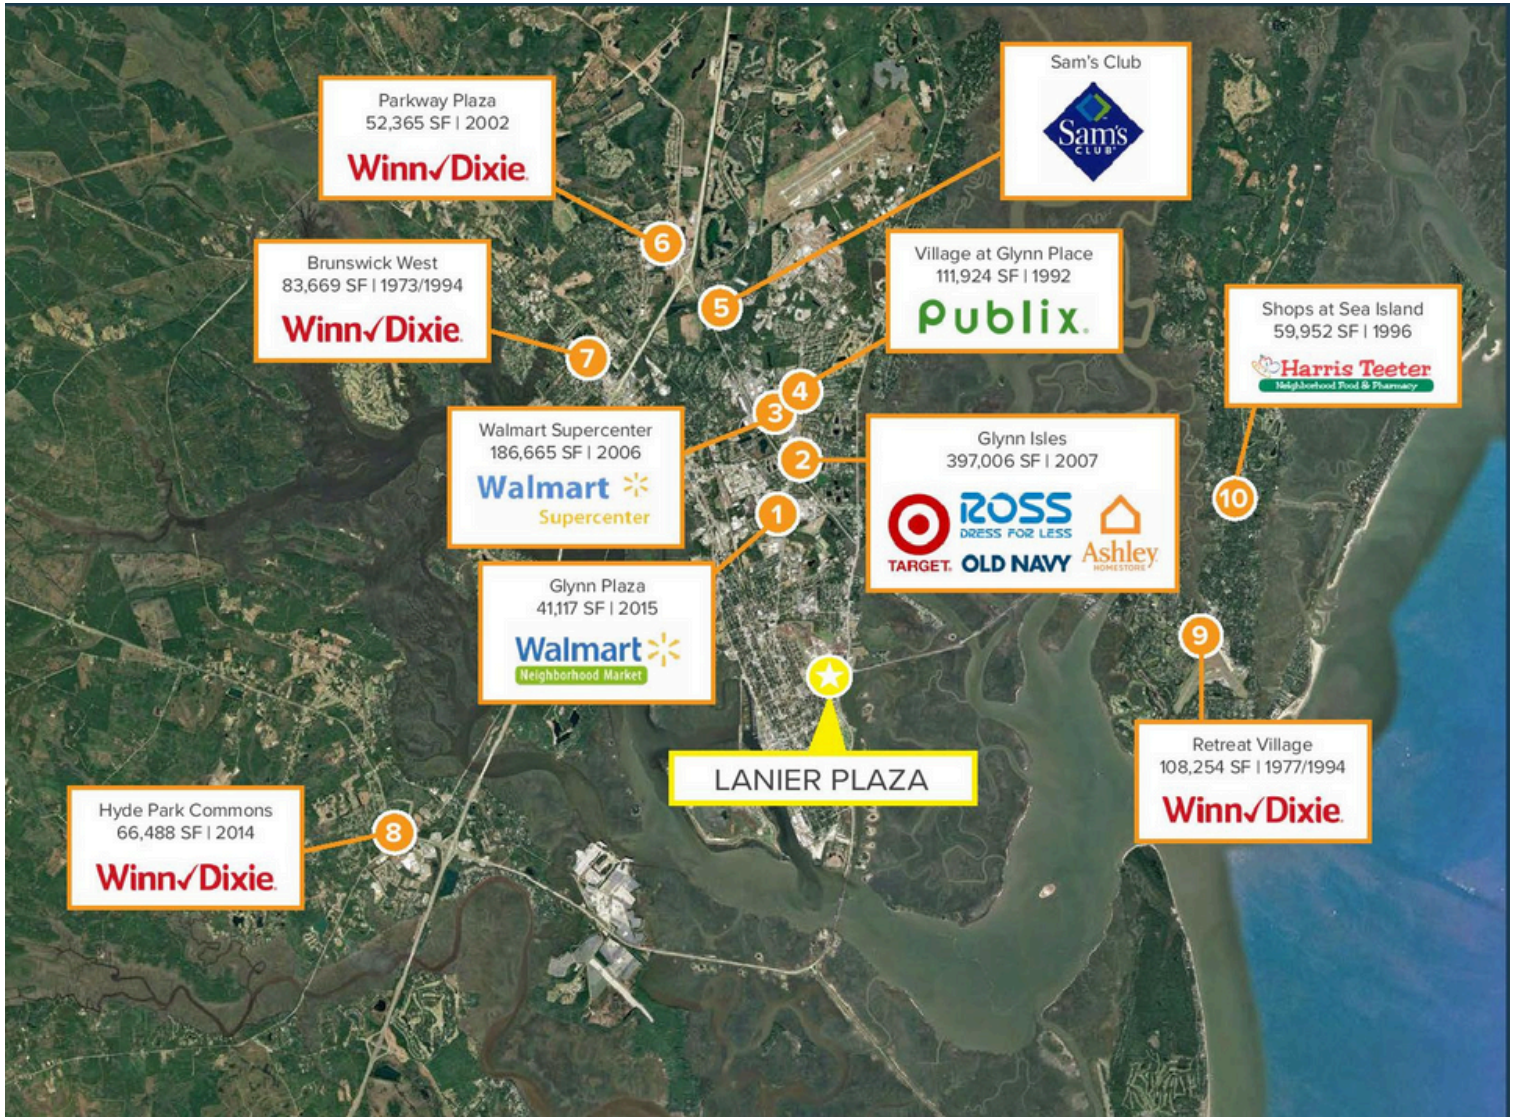 Sam's Club
Sam's
CLUB
Parkway Plaza
52,365 SF | 2002
Winn Dixie
6
Brunswick West
83,669 SF | 1973/1994
Winn Dixie
7
5
Village at Glynn Place
111,924 SF | 1992
Publix
4
Shops at Sea Island
59,952 SF | 1996
Harris Teeter
Neighborhood Food & Pharmacy
10
Walmart Supercenter
186,665 SF | 2006
Walmart
Supercenter
3
2
Glynn Isles
397,006 SF | 2007
TARGET
ROSS
DRESS FOR LESS
OLD NAVY
Ashley
HOMESTORE
1
Glynn Plaza
41,117 SF | 2015
Walmart
Neighborhood Market
9
LANIER PLAZA
Retreat Village
108,254 SF | 1977/1994
Winn Dixie
Hyde Park Commons
66,488 SF | 2014
Winn Dixie
8